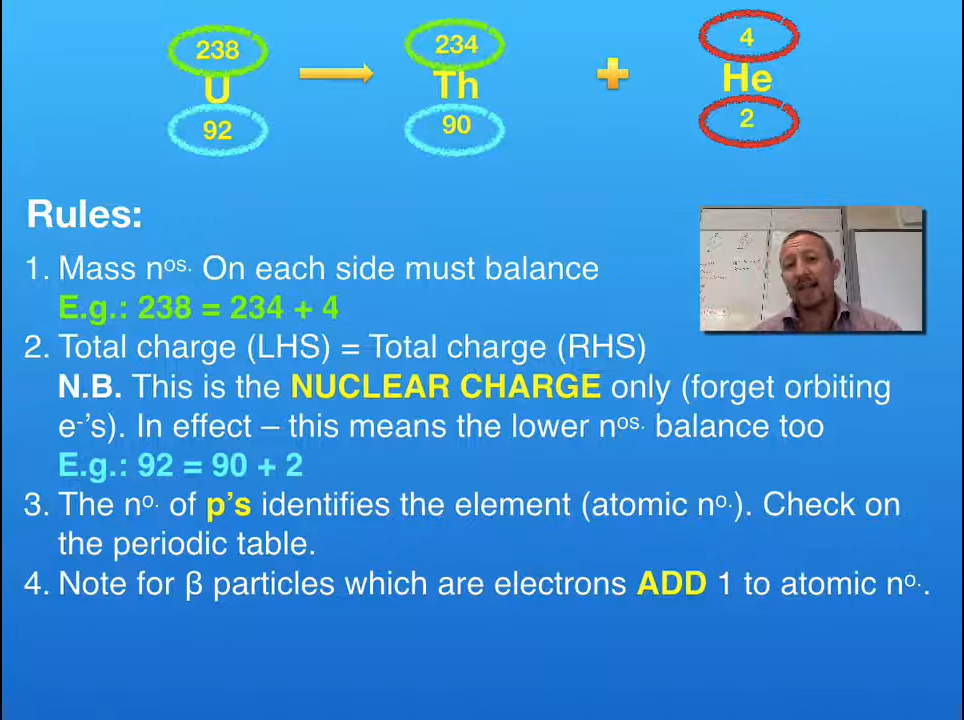 238 234 4
U Th He
92 90 2
Rules:
1. Mass nos. On each side must balance
E.g.: 238 = 234 + 4
2. Total charge (LHS) = Total charge (RHS)
N.B. This is the NUCLEAR CHARGE only (forget orbiting
e-'s). In effect – this means the lower nos. balance too
E.g.: 92 = 90 + 2
3. The no. of p's identifies the element (atomic no.). Check on
the periodic table.
4. Note for β particles which are electrons ADD 1 to atomic no.